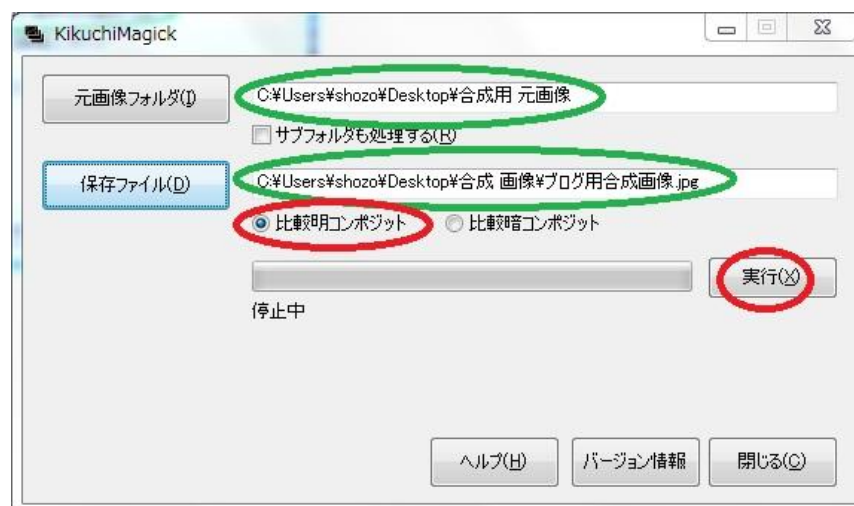 KikuchiMagick
元画像フォルダ(I) C:¥Users¥shozo¥Desktop¥合成用 元画像
サブフォルダも処理する(R)
保存ファイル(D) C:¥Users¥shozo¥Desktop¥合成 画像¥ブログ用合成画像.jpg
比較明コンポジット 比較暗コンポジット
実行(X)
停止中
ヘルプ(H) バージョン情報 閉じる(C)